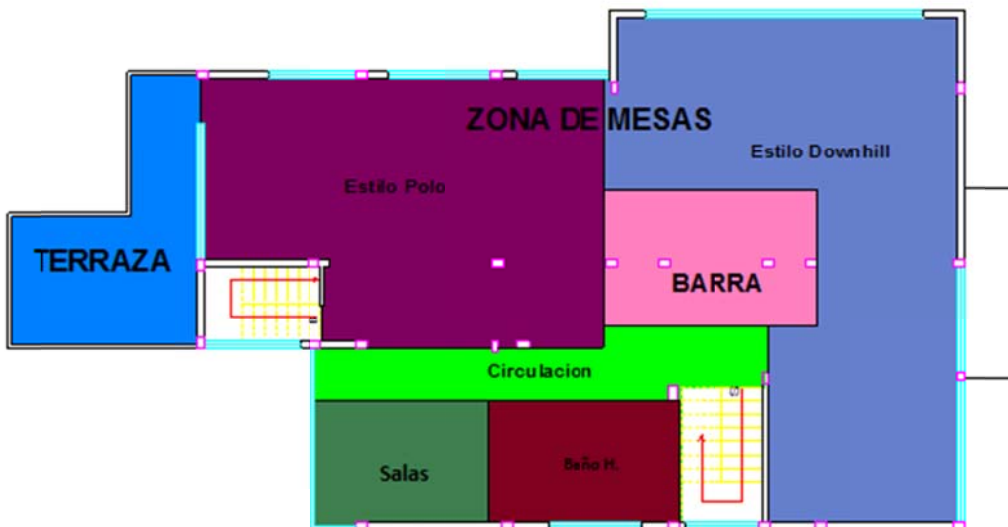 ZONA DE MESAS
Estilo Downhill
Estilo Polo
TERRAZA
BARRA
Circulacion
Salas
Baño H.